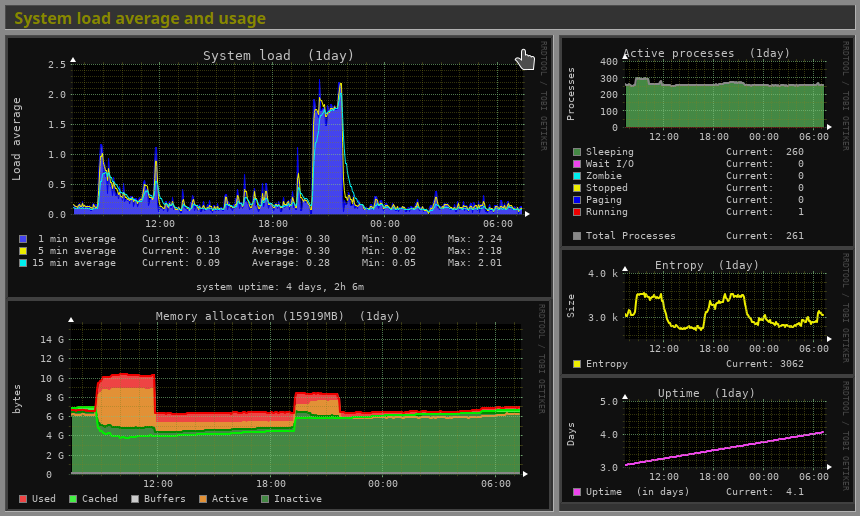 System load average and usage
System load  (1day)
RRDTOOL / TOBI OETIKER
Load average
2.5
2.0
1.5
1.0
0.5
0.0
12:00 18:00 00:00 06:00
1 min average Current: 0.13 Average: 0.30 Min: 0.00 Max: 2.24
5 min average Current: 0.10 Average: 0.30 Min: 0.02 Max: 2.18
15 min average Current: 0.09 Average: 0.28 Min: 0.05 Max: 2.01
system uptime: 4 days, 2h 6m
Memory allocation (15919MB)  (1day)
RRDTOOL / TOBI OETIKER
bytes
14 G
12 G
10 G
8 G
6 G
4 G
2 G
0
12:00 18:00 00:00 06:00
Used Cached Buffers Active Inactive
Active processes  (1day)
RRDTOOL / TOBI OETIKER
Processes
400
300
200
100
0
12:00 18:00 00:00 06:00
Sleeping Current: 260
Wait I/O Current: 0
Zombie Current: 0
Stopped Current: 0
Paging Current: 0
Running Current: 1
Total Processes Current: 261
Entropy  (1day)
RRDTOOL / TOBI OETIKER
Size
4.0 k
3.0 k
12:00 18:00 00:00 06:00
Entropy Current: 3062
Uptime  (1day)
RRDTOOL / TOBI OETIKER
Days
5.0
4.0
3.0
12:00 18:00 00:00 06:00
Uptime (in days) Current: 4.1